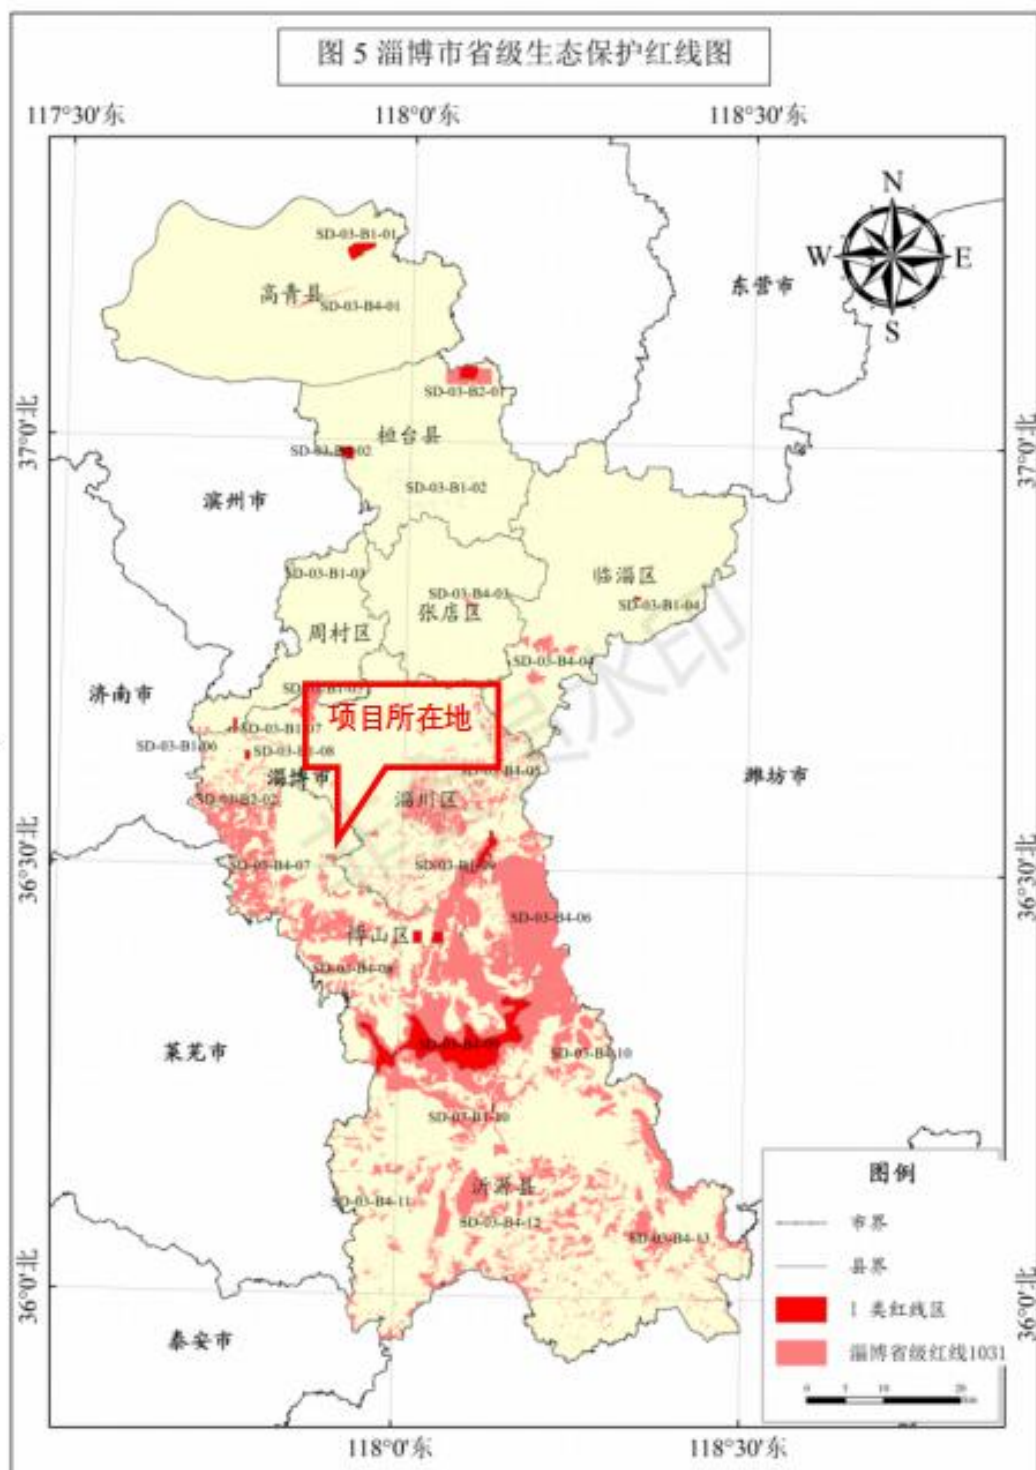 图 5 淄博市省级生态保护红线图
117°30'东
118°0'东
118°30'东
N
W
E
S
SD-03-B1-01
高青县
SD-03-B4-01
东营市
SD-03-B2-01
37°0'北
桓台县
37°0'北
SD-03-B1-02
滨州市
SD-03-B1-03
临淄区
SD-03-B4-03
SD-03-B1-04
张店区
周村区
SD-03-B4-04
济南市
项目所在地
水印
SD-03-B1-06
SD-03-B1-07
SD-03-B1-08
淄博市
SD-03-B4-05
潍坊市
SD-03-B2-02
淄川区
36°30'北
SD-03-B4-07
36°30'北
SD-03-B4-06
博山区
SD-03-B4-08
莱芜市
SD-03-B4-10
沂源县
SD-03-B4-11
SD-03-B4-12
SD-03-B4-13
图例
市界
县界
I 类红线区
淄博省级红线1031
36°0'北
36°0'北
泰安市
0 5 10 20
118°0'东
118°30'东